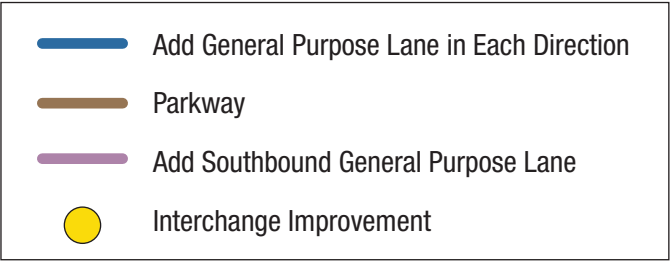 Add General Purpose Lane in Each Direction
Parkway
Add Southbound General Purpose Lane
Interchange Improvement